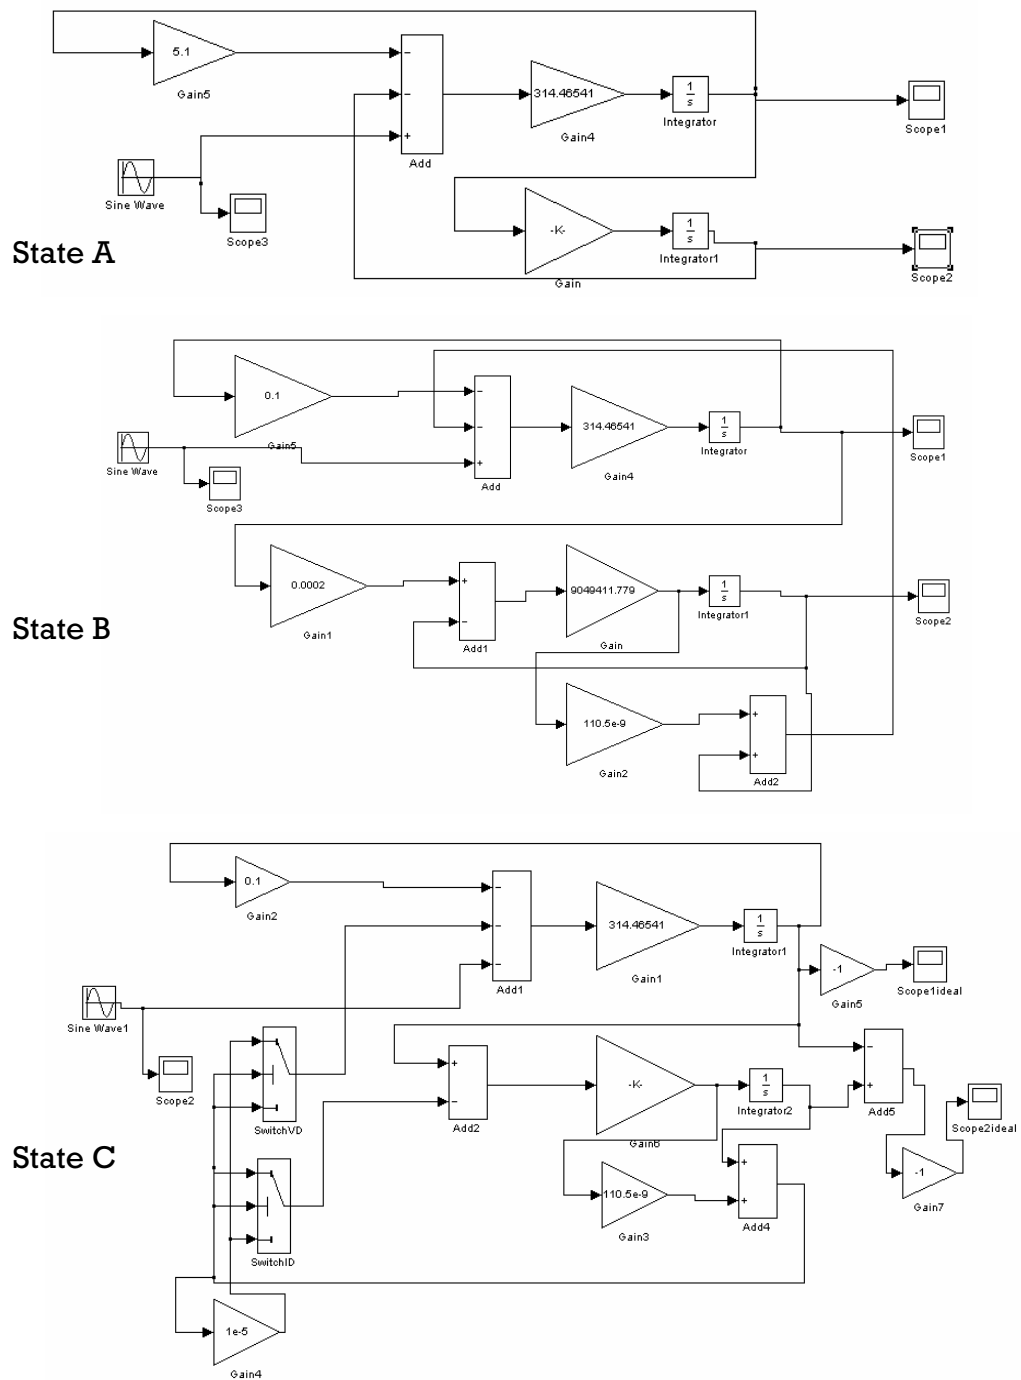 5.1
Gain5
Add
314.46541
Gain4
1
s
Integrator
Scope1
Sine Wave
Scope3
State A
-K-
Gain
1
s
Integrator1
Scope2
0.1
Gain5
Add
314.46541
Gain4
1
s
Integrator
Scope1
Sine Wave
Scope3
0.0002
Gain1
Add1
9049411.779
Gain
1
s
Integrator1
Scope2
State B
110.5e-9
Gain2
Add2
0.1
Gain2
Add1
314.46541
Gain1
1
s
Integrator1
-1
Gain5
Scope1ideal
Sine Wave1
Scope2
SwitchVD
Add2
-K-
Gain6
1
s
Integrator2
Add5
Scope2ideal
State C
SwitchID
110.5e-9
Gain3
Add4
-1
Gain7
1e-5
Gain4